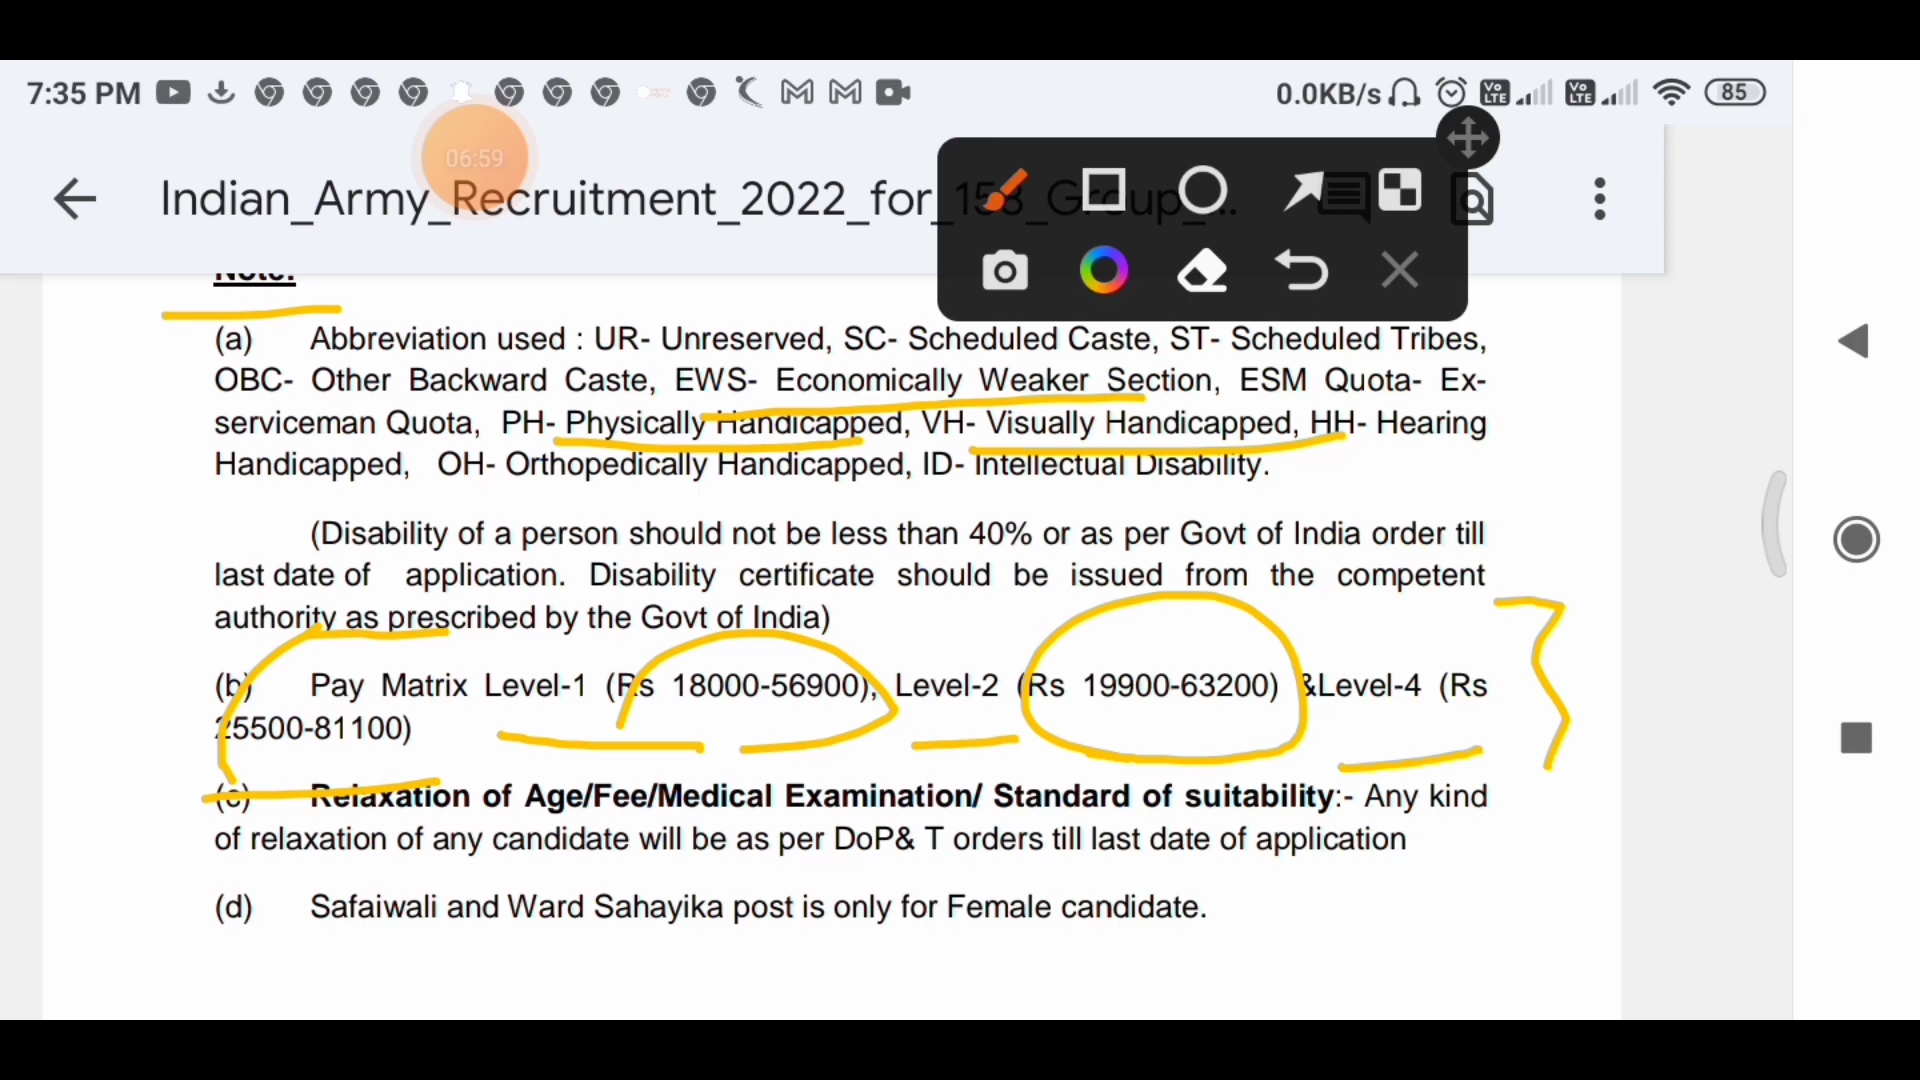 7:35 PM
0.0KB/s
Vo LTE
Vo LTE
85
06:59
Indian_Army_Recruitment_2022_for_158_Group_...
Note:
(a) Abbreviation used : UR- Unreserved, SC- Scheduled Caste, ST- Scheduled Tribes,
OBC- Other Backward Caste, EWS- Economically Weaker Section, ESM Quota- Ex-
serviceman Quota, PH- Physically Handicapped, VH- Visually Handicapped, HH- Hearing
Handicapped, OH- Orthopedically Handicapped, ID- Intellectual Disability.
(Disability of a person should not be less than 40% or as per Govt of India order till
last date of application. Disability certificate should be issued from the competent
authority as prescribed by the Govt of India)
(b) Pay Matrix Level-1 (Rs 18000-56900), Level-2 (Rs 19900-63200) &Level-4 (Rs
25500-81100)
(c) Relaxation of Age/Fee/Medical Examination/ Standard of suitability:- Any kind
of relaxation of any candidate will be as per DoP& T orders till last date of application
(d) Safaiwali and Ward Sahayika post is only for Female candidate.